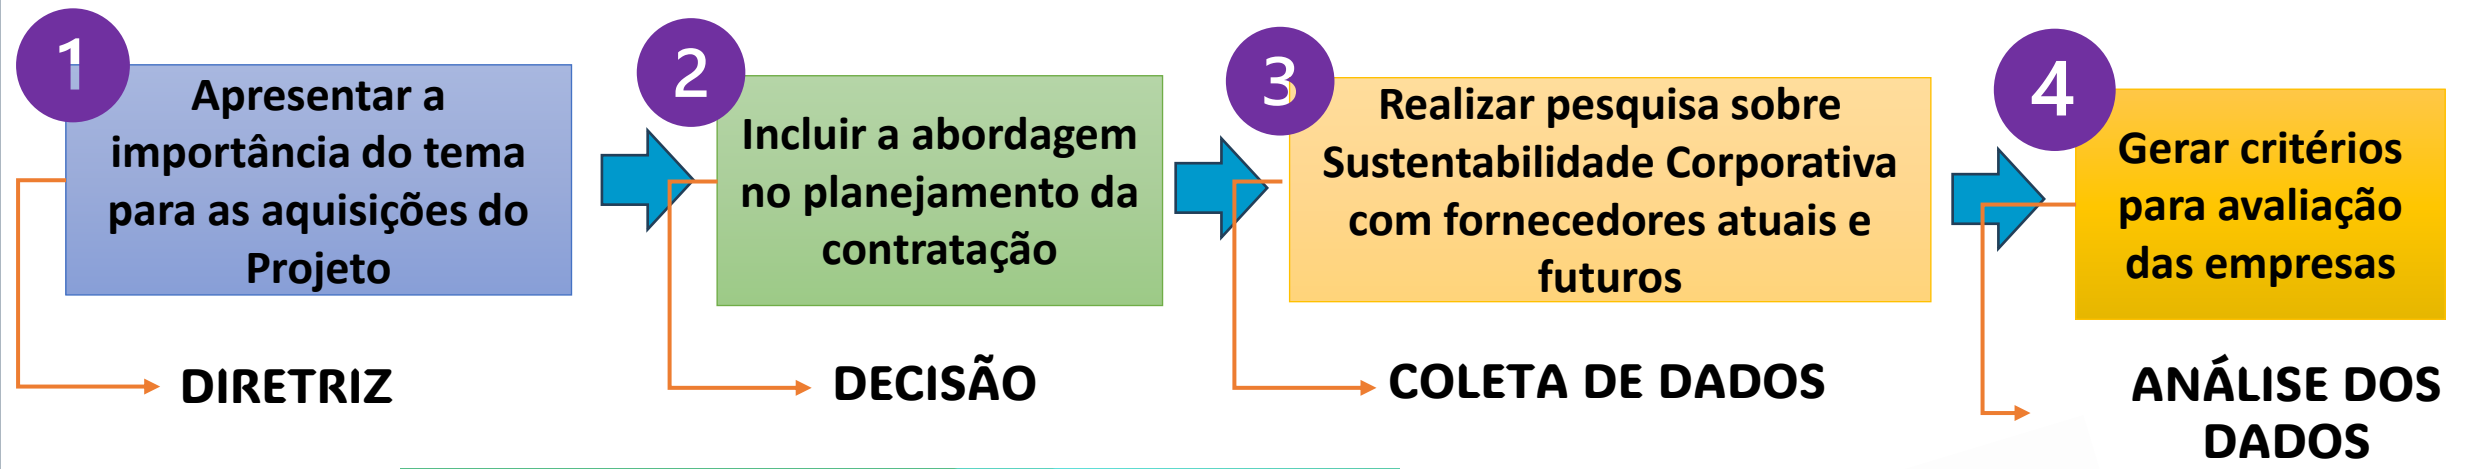 1
Apresentar a
importância do tema
para as aquisições do
Projeto
DIRETRIZ
2
Incluir a abordagem
no planejamento da
contratação
DECISÃO
3
Realizar pesquisa sobre
Sustentabilidade Corporativa
com fornecedores atuais e
futuros
COLETA DE DADOS
4
Gerar critérios
para avaliação
das empresas
ANÁLISE DOS
DADOS